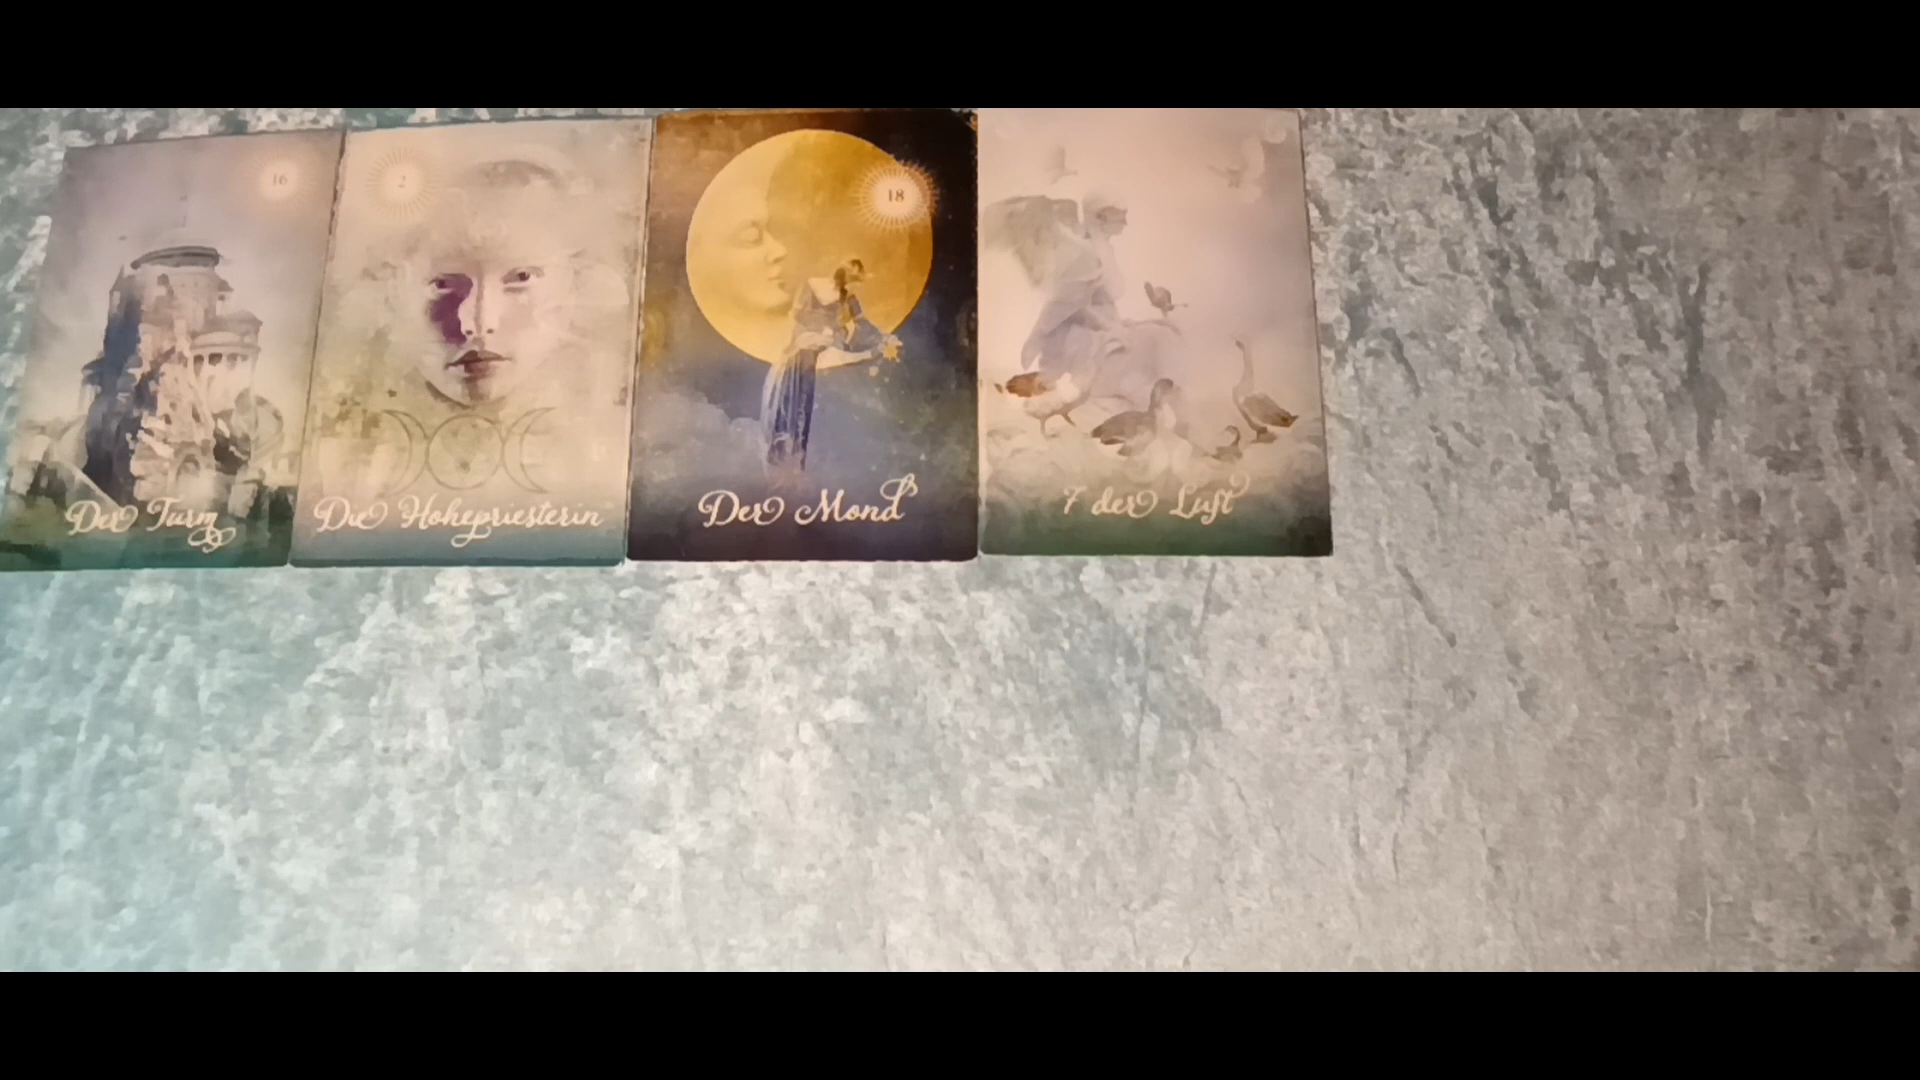 16
2
18
Der Turm
Die Hohepriesterin
Der Mond
7 der Luft